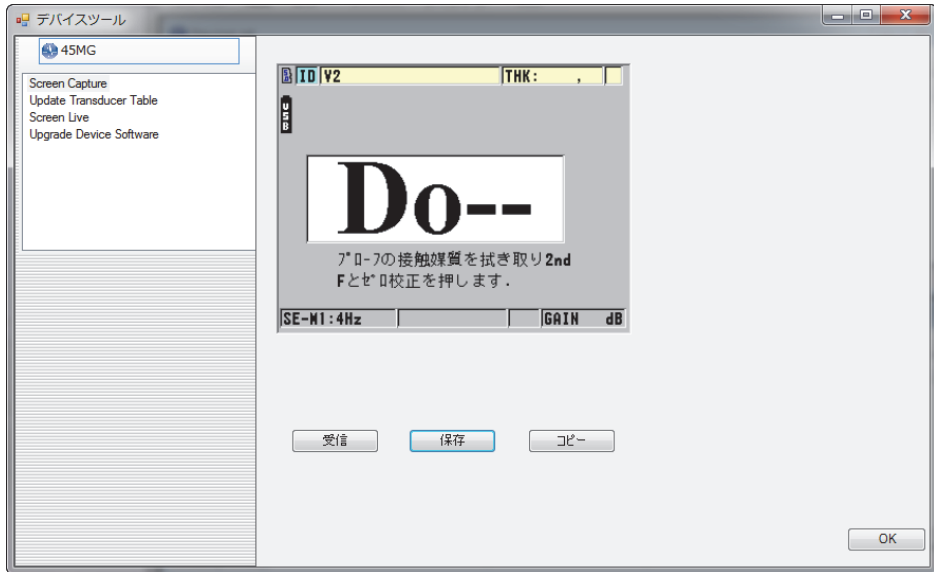 デバイスツール
45MG
Screen Capture
Update Transducer Table
Screen Live
Upgrade Device Software
ID V2 THK: ,
USB
Do--
ﾌﾟﾛｰﾌの接触媒質を拭き取り2nd
Fとｾﾞﾛ校正を押します.
SE-M1:4Hz GAIN dB
受信 保存 コピー
OK